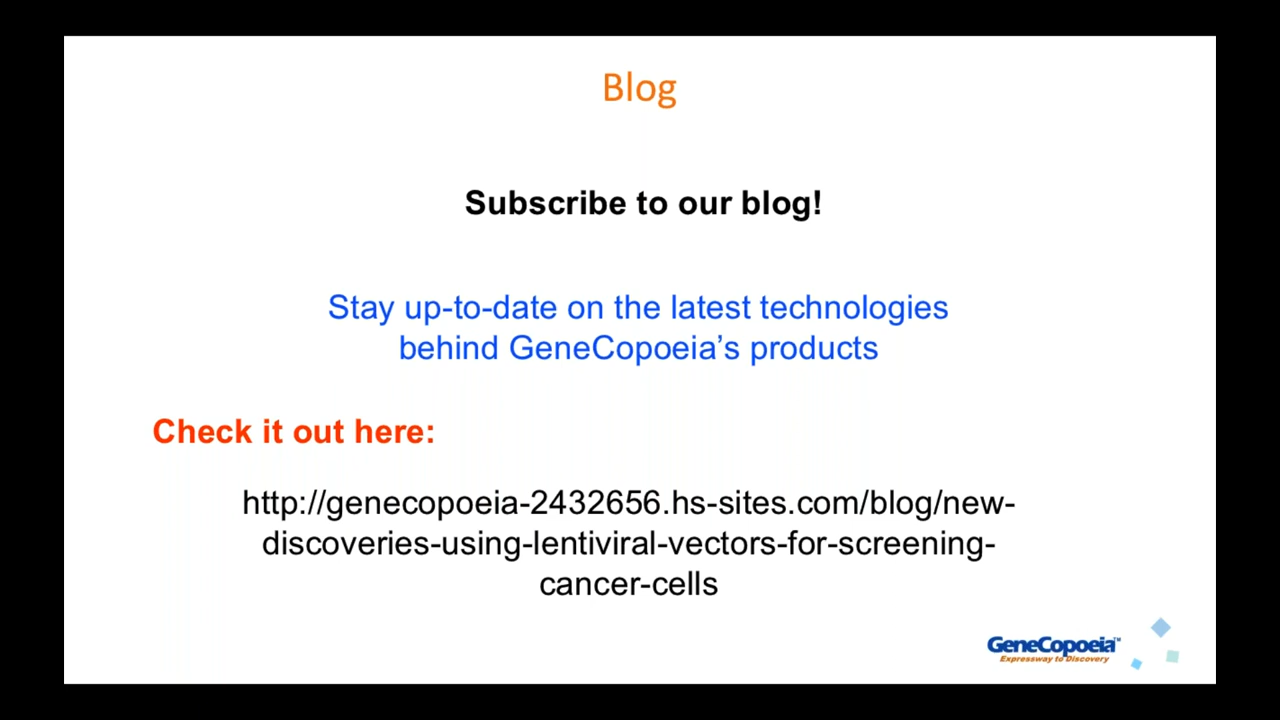 Blog
Subscribe to our blog!
Stay up-to-date on the latest technologies
behind GeneCopoeia’s products
Check it out here:
http://genecopoeia-2432656.hs-sites.com/blog/new-
discoveries-using-lentiviral-vectors-for-screening-
cancer-cells
GeneCopoeia™
Expressway to Discovery